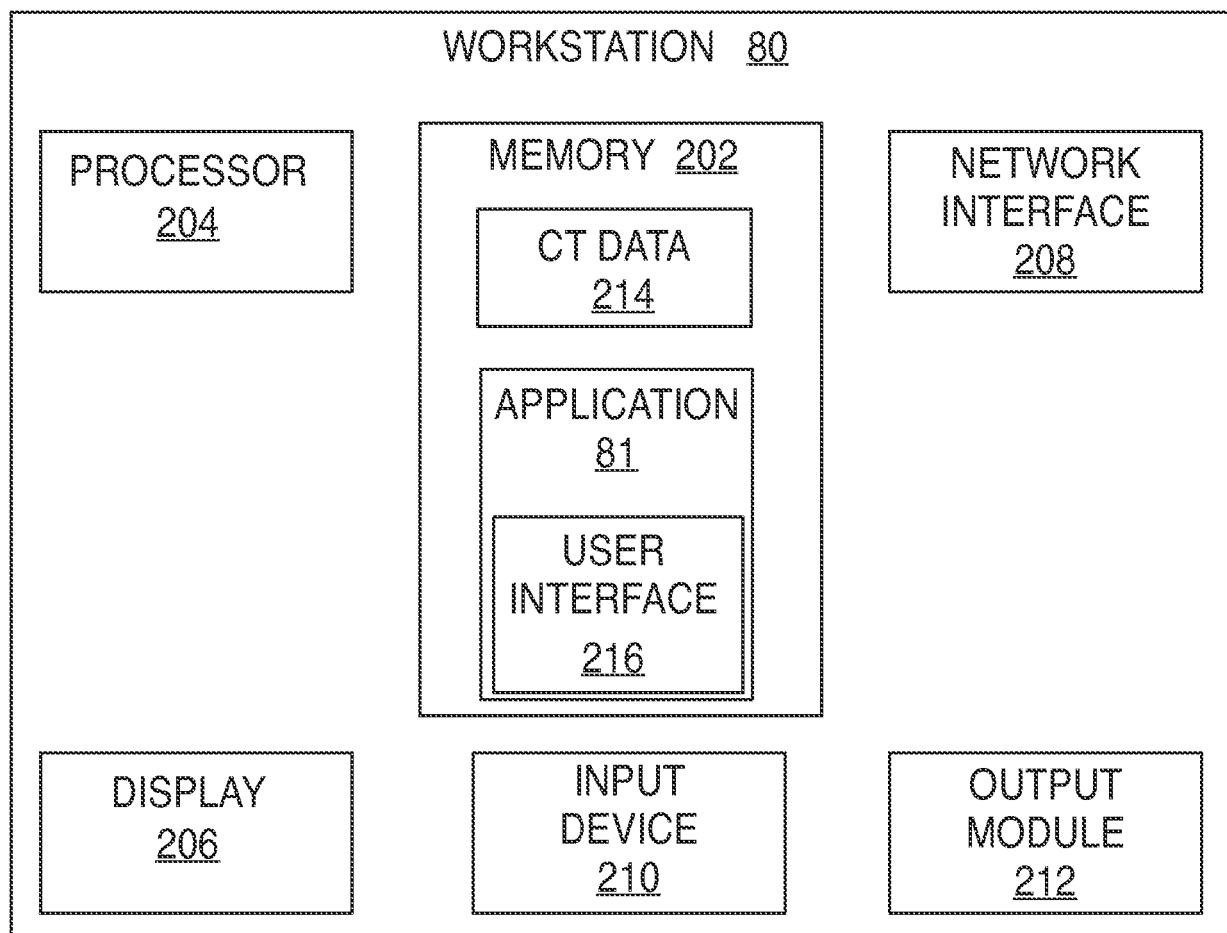 WORKSTATION 80
PROCESSOR
204
MEMORY 202
CT DATA
214
APPLICATION
81
USER
INTERFACE
216
NETWORK
INTERFACE
208
DISPLAY
206
INPUT
DEVICE
210
OUTPUT
MODULE
212